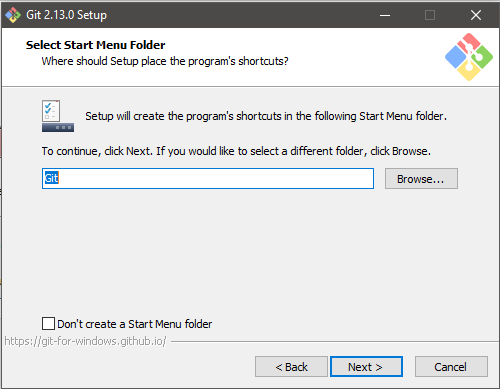 Git 2.13.0 Setup
Select Start Menu Folder
Where should Setup place the program's shortcuts?
Setup will create the program's shortcuts in the following Start Menu folder.
To continue, click Next. If you would like to select a different folder, click Browse.
Git
Browse...
Don't create a Start Menu folder
https://git-for-windows.github.io/
< Back
Next >
Cancel